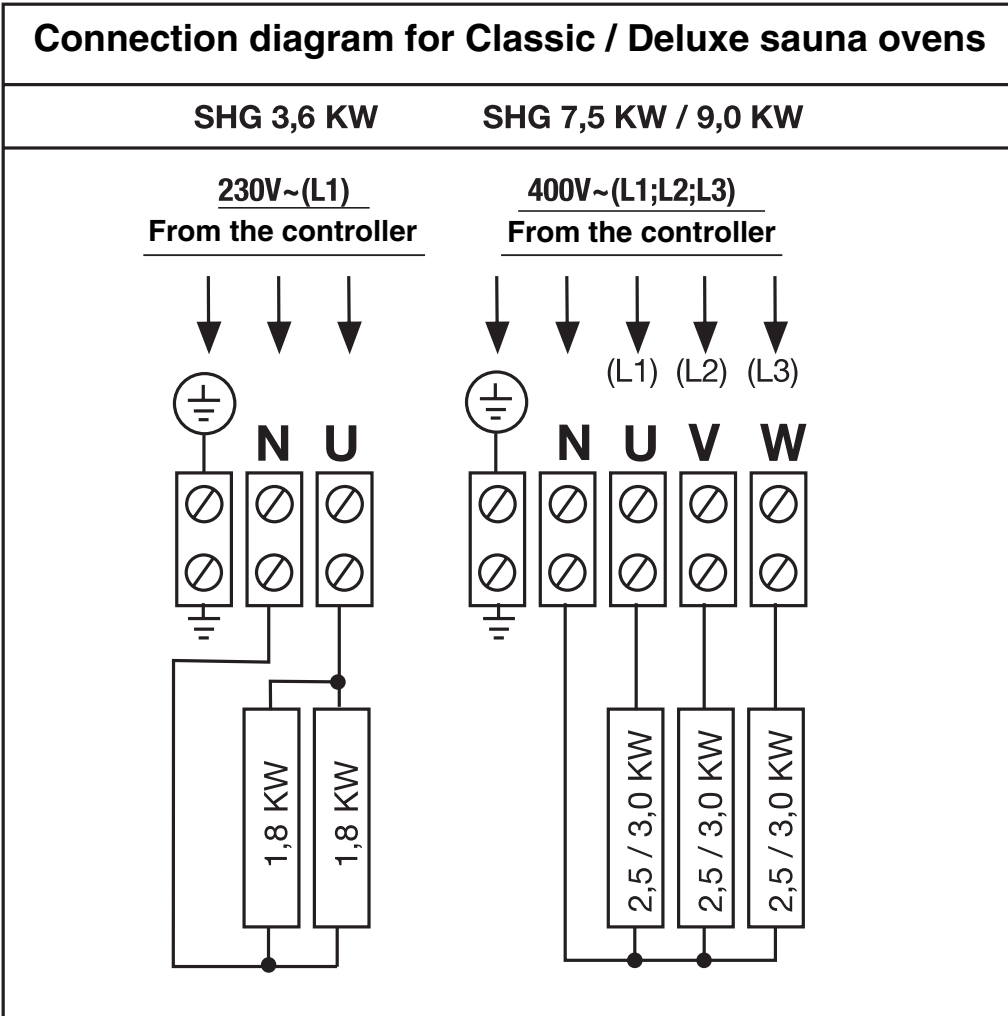 Connection diagram for Classic / Deluxe sauna ovens
SHG 3,6 KW
SHG 7,5 KW / 9,0 KW
230V~(L1)
From the controller
400V~(L1;L2;L3)
From the controller
(L1) (L2) (L3)
N U
N U V W
1,8 KW
1,8 KW
2,5 / 3,0 KW
2,5 / 3,0 KW
2,5 / 3,0 KW